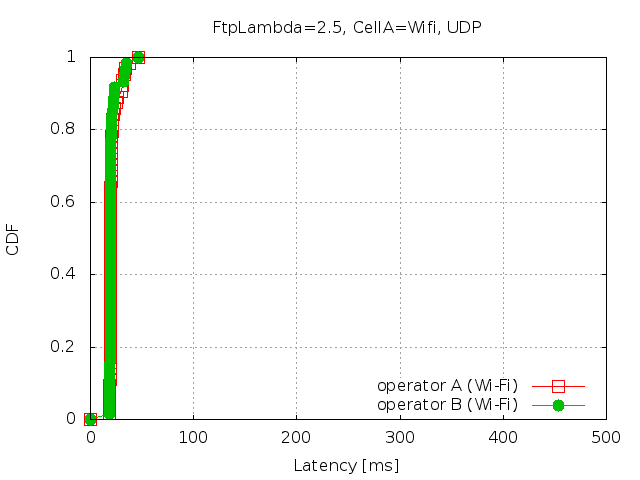 FtpLambda=2.5, CellA=Wifi, UDP
1
0.8
0.6
0.4
0.2
0
CDF
0 100 200 300 400 500
Latency [ms]
operator A (Wi-Fi)
operator B (Wi-Fi)